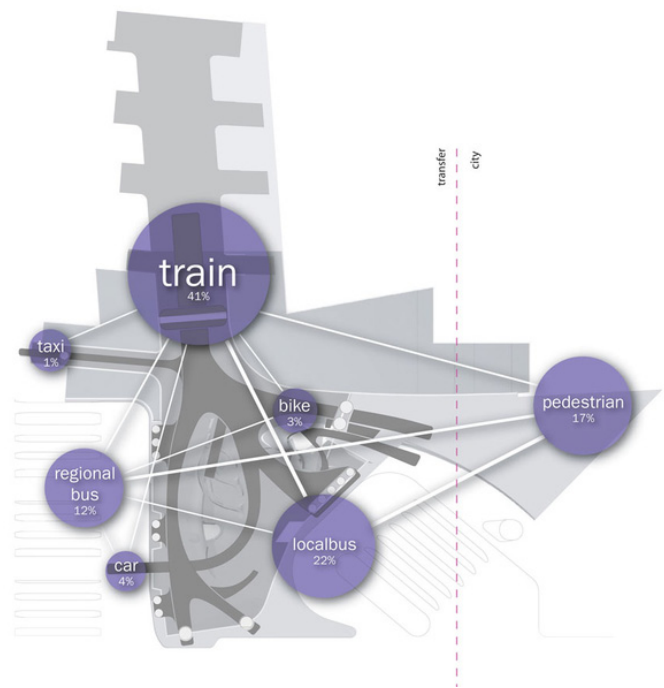 transfer
city
train
41%
taxi
1%
bike
3%
pedestrian
17%
regional
bus
12%
localbus
22%
car
4%